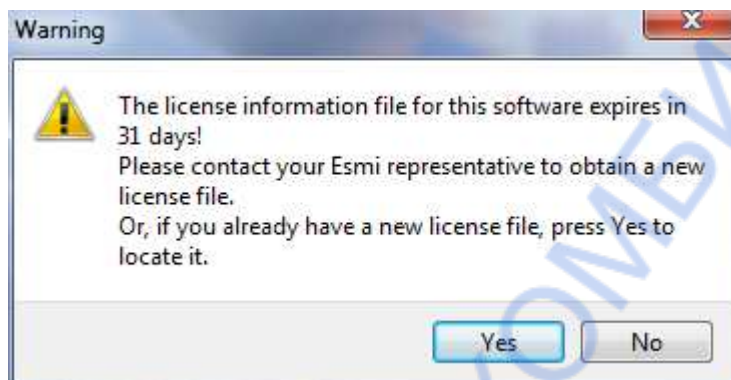 Warning
The license information file for this software expires in
31 days!
Please contact your Esmi representative to obtain a new
license file.
Or, if you already have a new license file, press Yes to
locate it.
Yes
No